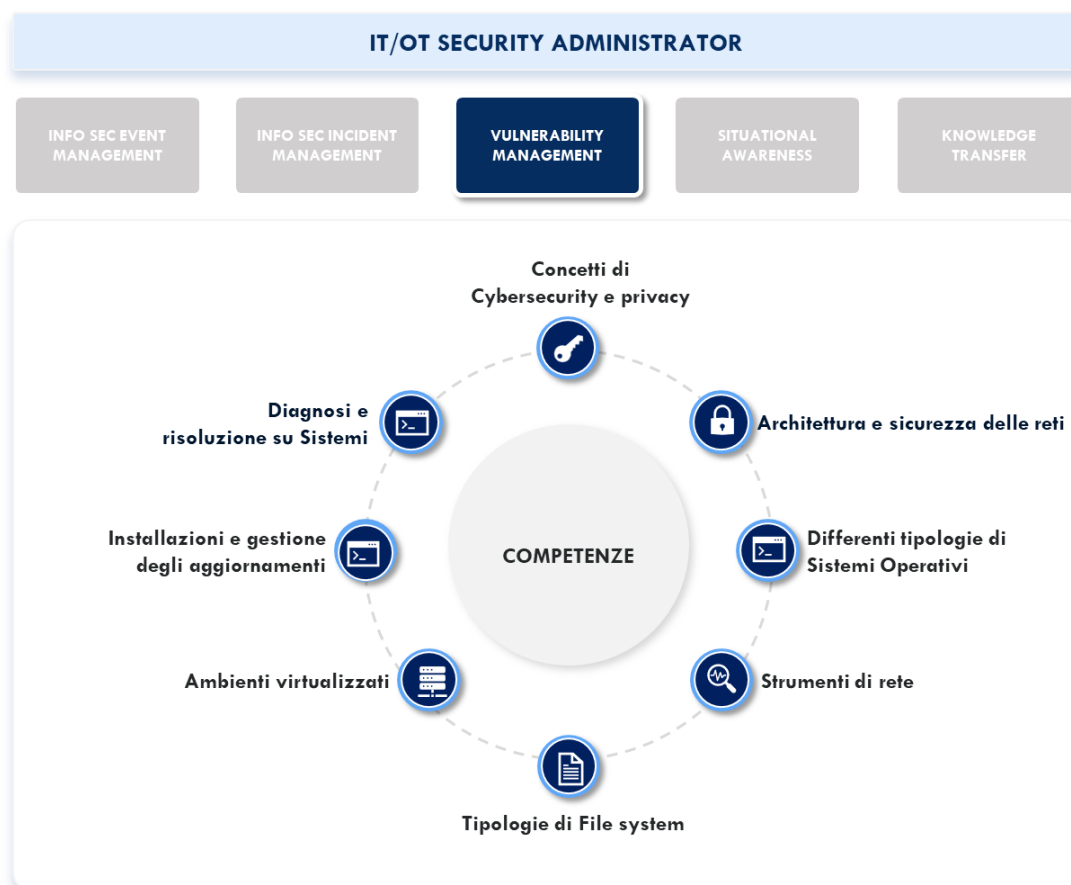 IT/OT SECURITY ADMINISTRATOR
INFO SEC EVENT
MANAGEMENT
INFO SEC INCIDENT
MANAGEMENT
VULNERABILITY
MANAGEMENT
SITUATIONAL
AWARENESS
KNOWLEDGE
TRANSFER
Concetti di
Cybersecurity e privacy
Diagnosi e
risoluzione su Sistemi
Architettura e sicurezza delle reti
Installazioni e gestione
degli aggiornamenti
COMPETENZE
Differenti tipologie di
Sistemi Operativi
Ambienti virtualizzati
Strumenti di rete
Tipologie di File system